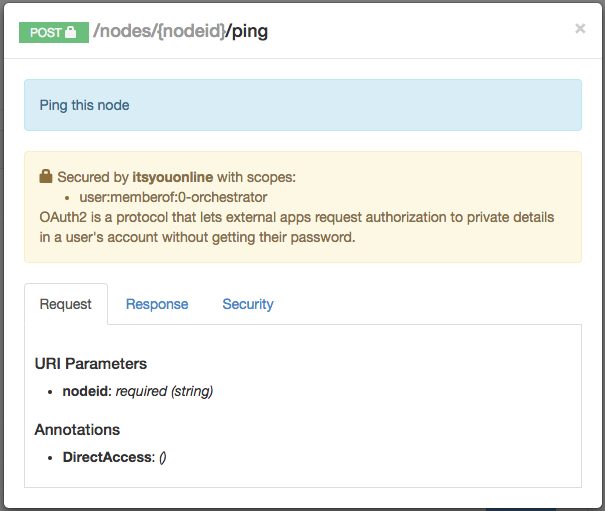 POST /nodes/{nodeid}/ping ×
Ping this node
Secured by itsyouonline with scopes:
• user:memberof:0-orchestrator
OAuth2 is a protocol that lets external apps request authorization to private details
in a user's account without getting their password.
Request Response Security
URI Parameters
• nodeid: required (string)
Annotations
• DirectAccess: ()